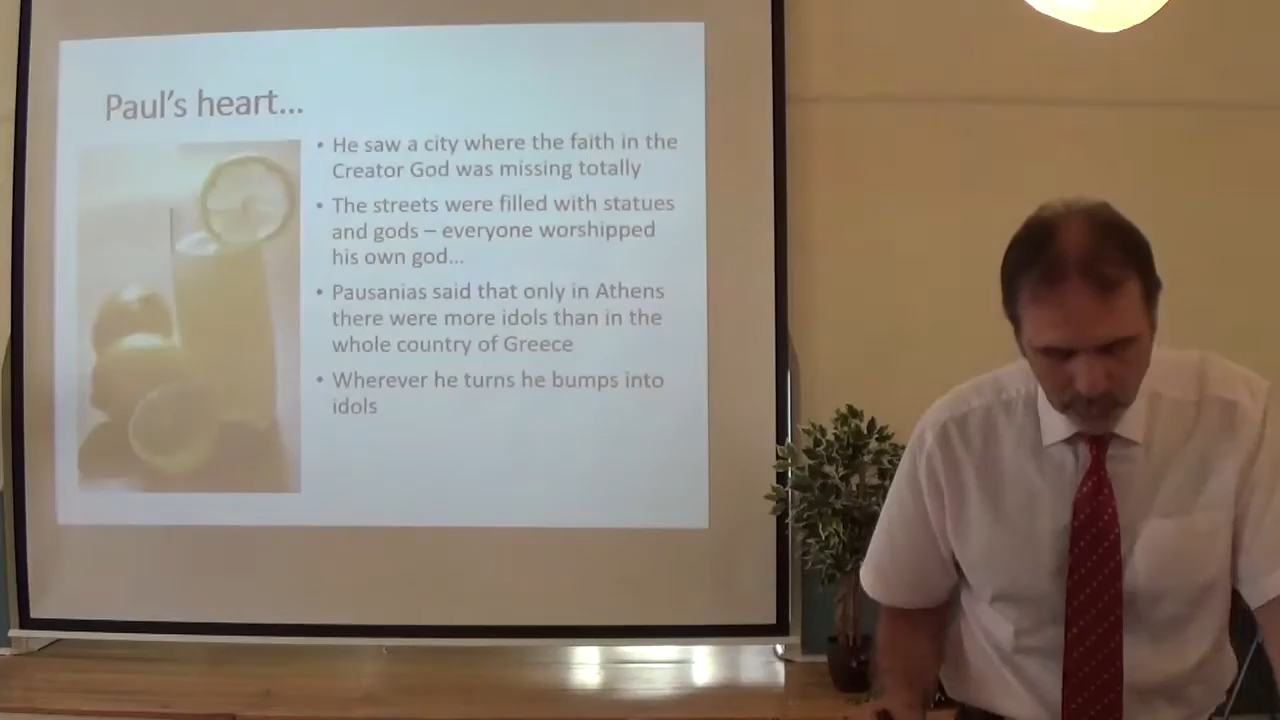 Paul's heart...
• He saw a city where the faith in the
Creator God was missing totally
• The streets were filled with statues
and gods – everyone worshipped
his own god...
• Pausanias said that only in Athens
there were more idols than in the
whole country of Greece
• Wherever he turns he bumps into
idols